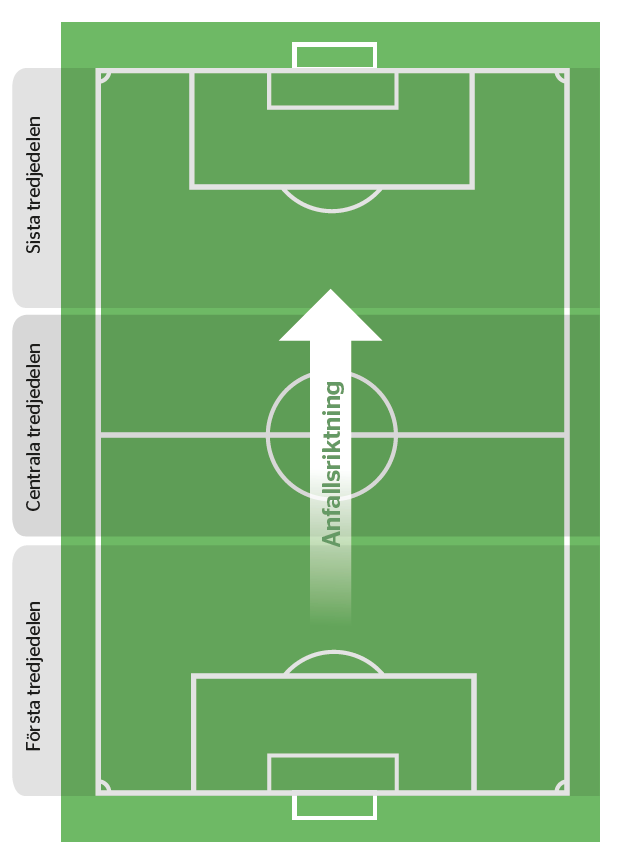 Sista tredjedelen
Centrala tredjedelen
Anfallsriktning
Första tredjedelen